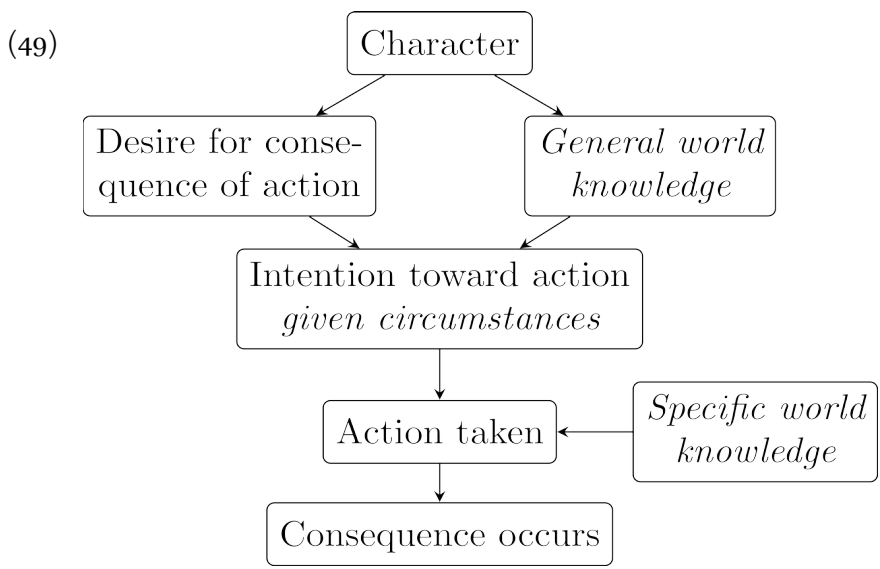 (49)
Character
Desire for conse-
quence of action
General world
knowledge
Intention toward action
given circumstances
Action taken
Specific world
knowledge
Consequence occurs